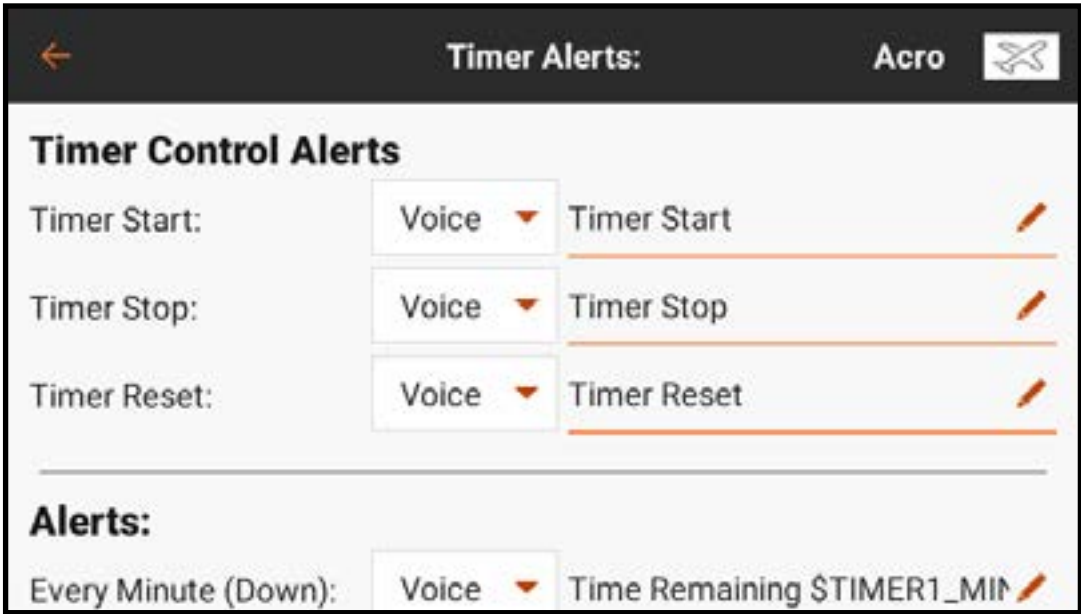 Timer Alerts: Acro
Timer Control Alerts
Timer Start: Voice Timer Start
Timer Stop: Voice Timer Stop
Timer Reset: Voice Timer Reset
Alerts:
Every Minute (Down): Voice Time Remaining $TIMER1_MIN